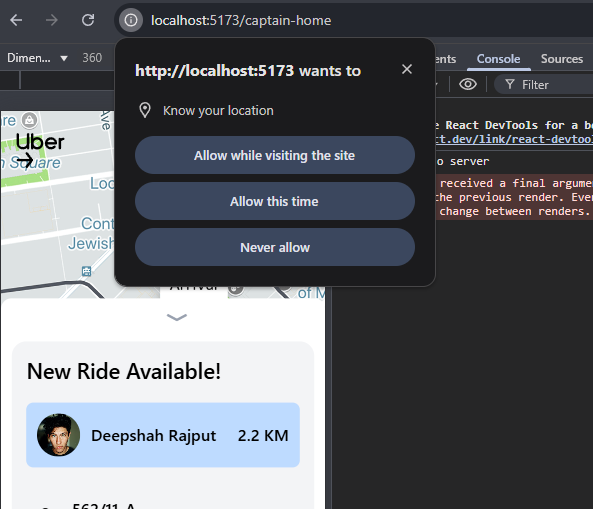 localhost:5173/captain-home
Dimen...
360
ents
Console
Sources
Filter
http://localhost:5173 wants to
Know your location
Allow while visiting the site
Allow this time
Never allow
e React DevTools for a be
ct.dev/link/react-devtool
o server
received a final argume
the previous render. Even
change between renders.
re
Ave
Uber
n Square
Loc
Cont
Jewish
Arrival
of M
New Ride Available!
Deepshah Rajput
2.2 KM
562/11-A